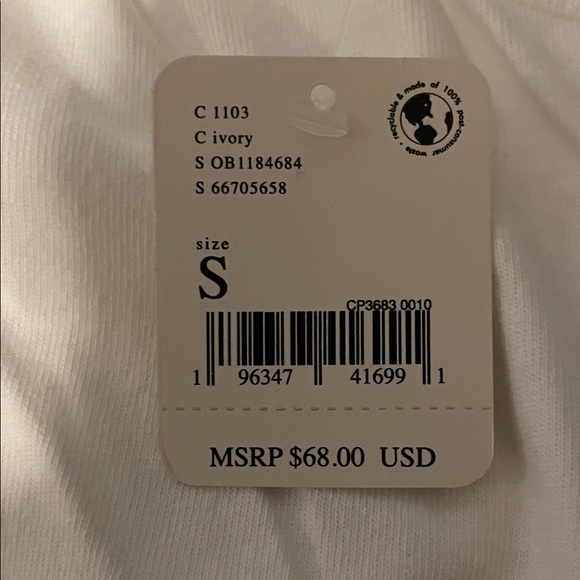 C 1103
C ivory
S OB1184684
S 66705658
recyclable & made of 100% post-consumer waste •
size
S
CP3683 0010
1 96347 41699 1
MSRP $68.00 USD